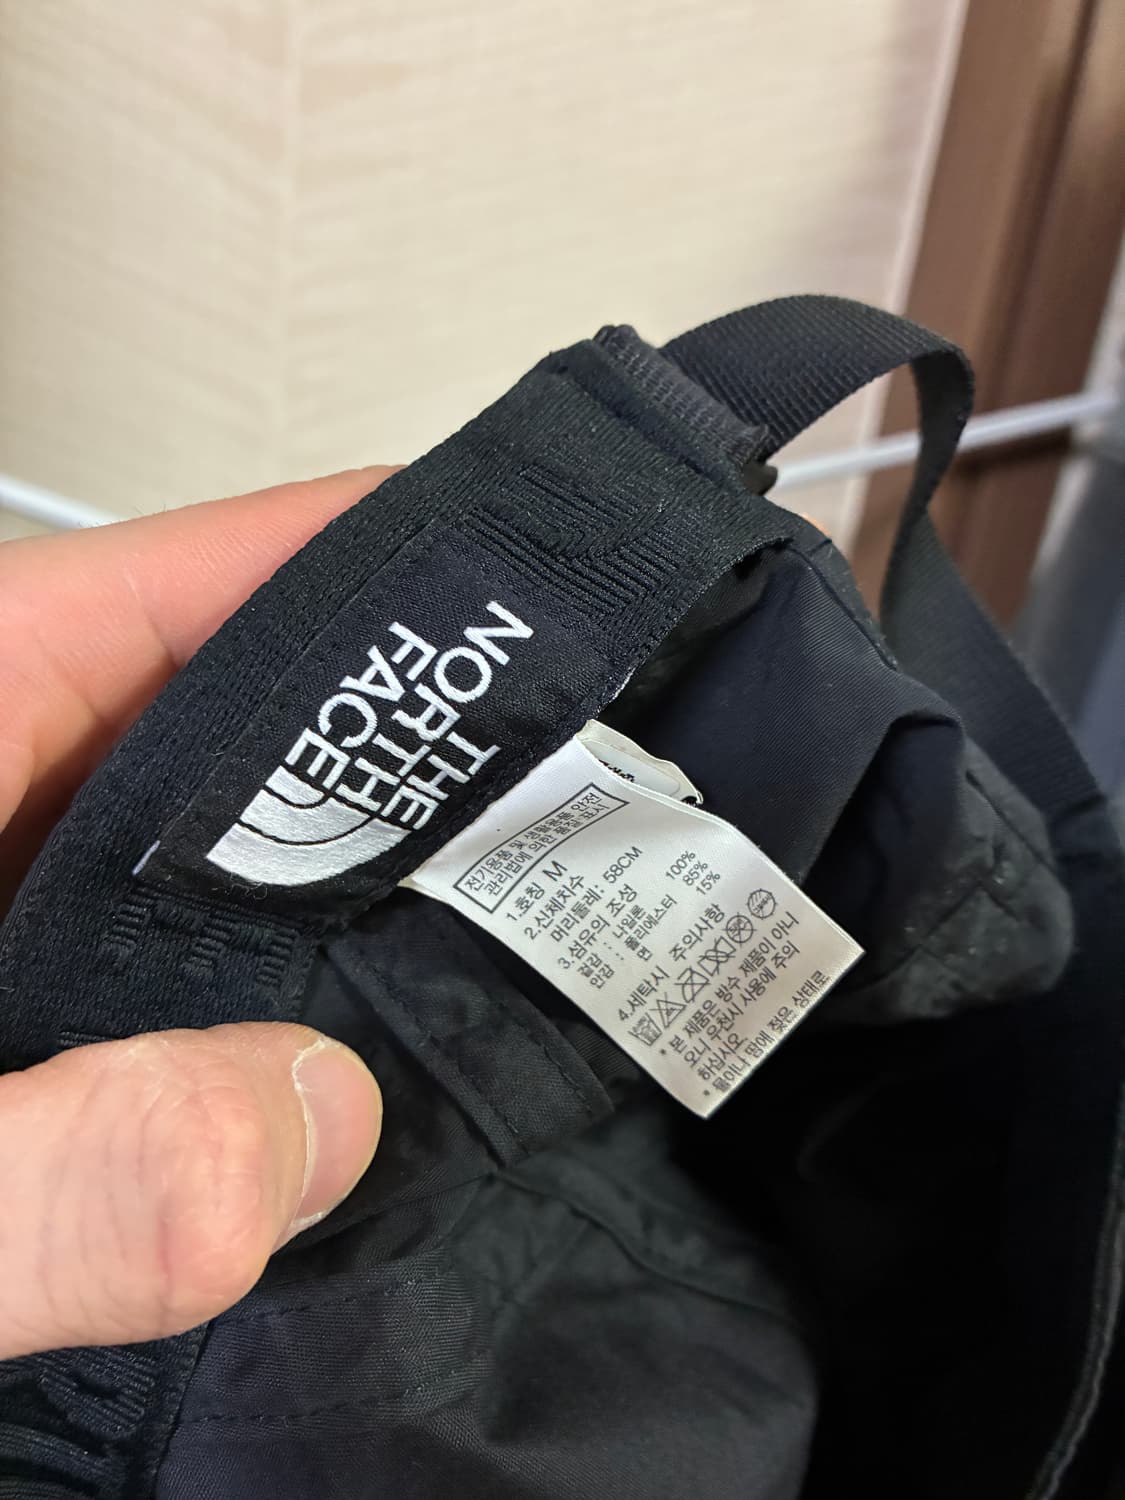 THE
NORTH
FACE
전기용품 및 생활용품 안전
관리법에 의한 품질표시
1.호칭 M
2.신체치수
머리둘레: 58CM
3.섬유의 조성
겉감 : 나일론 100%
안감 : 폴리에스터 85%
면 15%
4.세탁시 주의사항
* 본 제품은 방수 제품이 아니
오니 우천시 사용에 주의
하십시오.
* 물이나 땀에 젖은 상태로